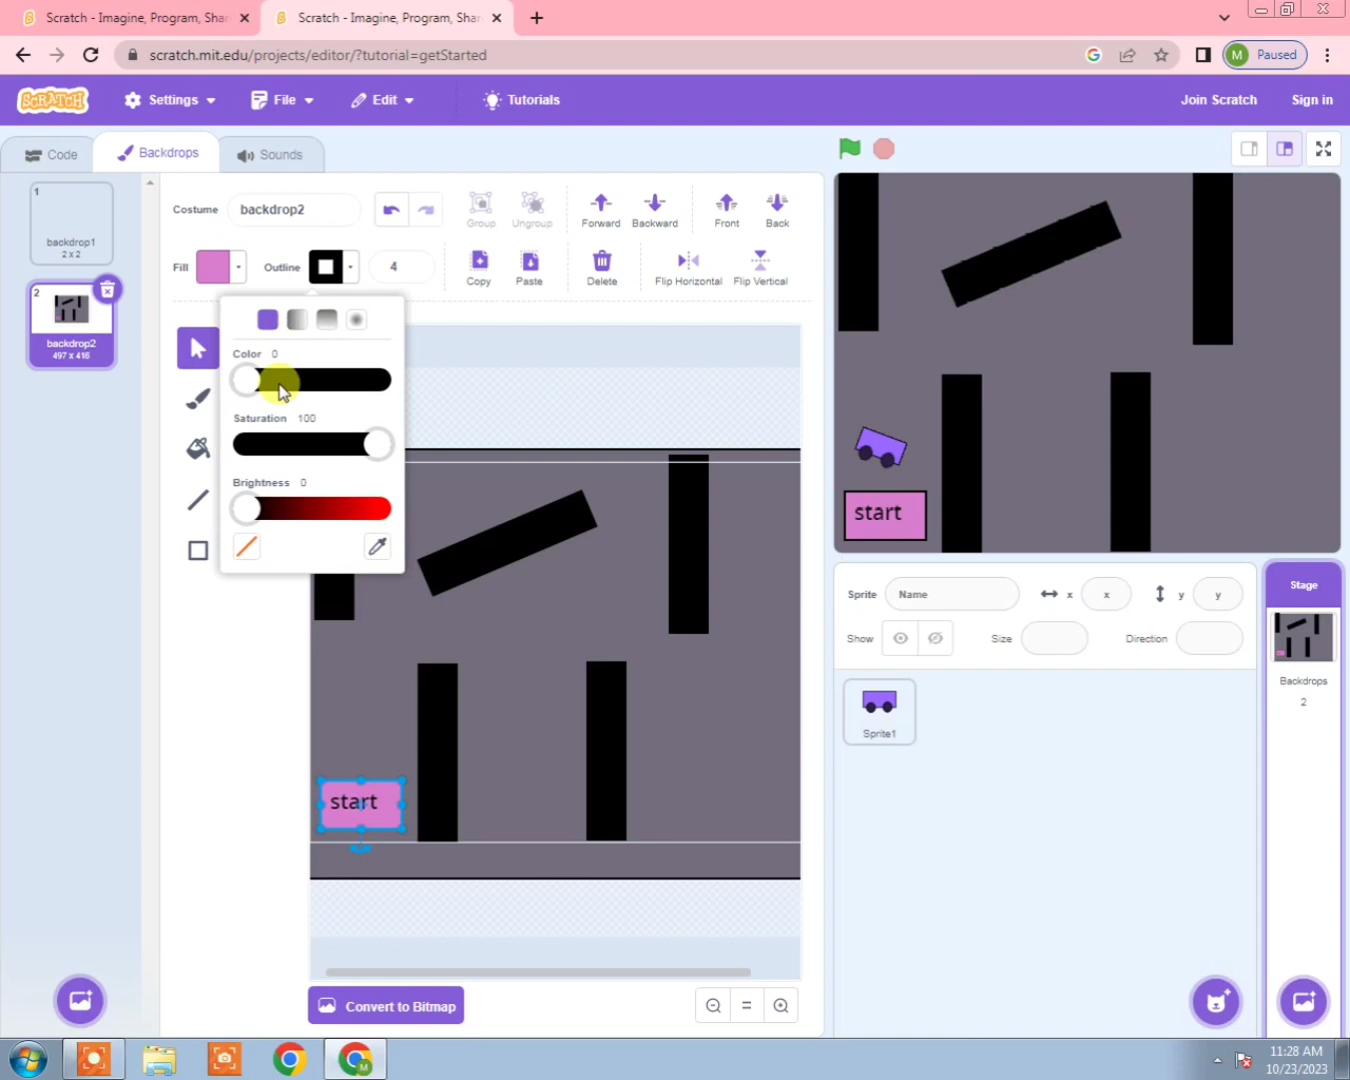 Scratch - Imagine, Program, Shar
Scratch - Imagine, Program, Shar
scratch.mit.edu/projects/editor/?tutorial=getStarted
G
M
Paused
SCRATCH
Settings
File
Edit
Tutorials
Join Scratch
Sign in
Code
Backdrops
Sounds
1
backdrop1
2 x 2
2
backdrop2
497 x 416
Costume
backdrop2
Group
Ungroup
Forward
Backward
Front
Back
Fill
Outline
4
Copy
Paste
Delete
Flip Horizontal
Flip Vertical
Color 0
Saturation 100
Brightness 0
start
start
Convert to Bitmap
Sprite
Name
x
x
y
y
Show
Size
Direction
Sprite1
Stage
Backdrops
2
11:28 AM
10/23/2023